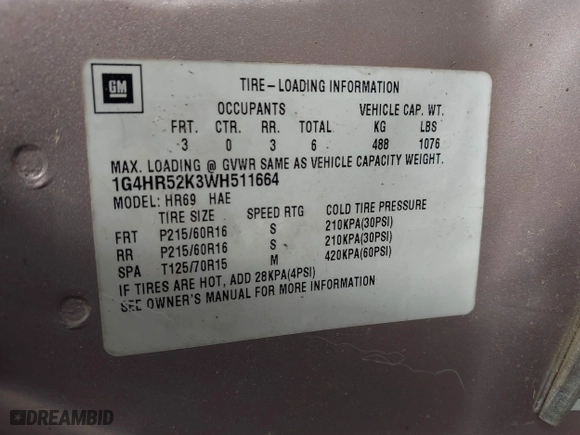 GM
TIRE-LOADING INFORMATION
OCCUPANTS VEHICLE CAP. WT.
FRT. CTR. RR. TOTAL KG LBS
3 0 3 6 488 1076
MAX. LOADING @ GVWR SAME AS VEHICLE CAPACITY WEIGHT.
1G4HR52K3WH511664
MODEL: HR69 HAE
TIRE SIZE SPEED RTG COLD TIRE PRESSURE
FRT P215/60R16 S 210KPA(30PSI)
RR P215/60R16 S 210KPA(30PSI)
SPA T125/70R15 M 420KPA(60PSI)
IF TIRES ARE HOT, ADD 28KPA(4PSI)
SEE OWNER'S MANUAL FOR MORE INFORMATION
DREAMBID